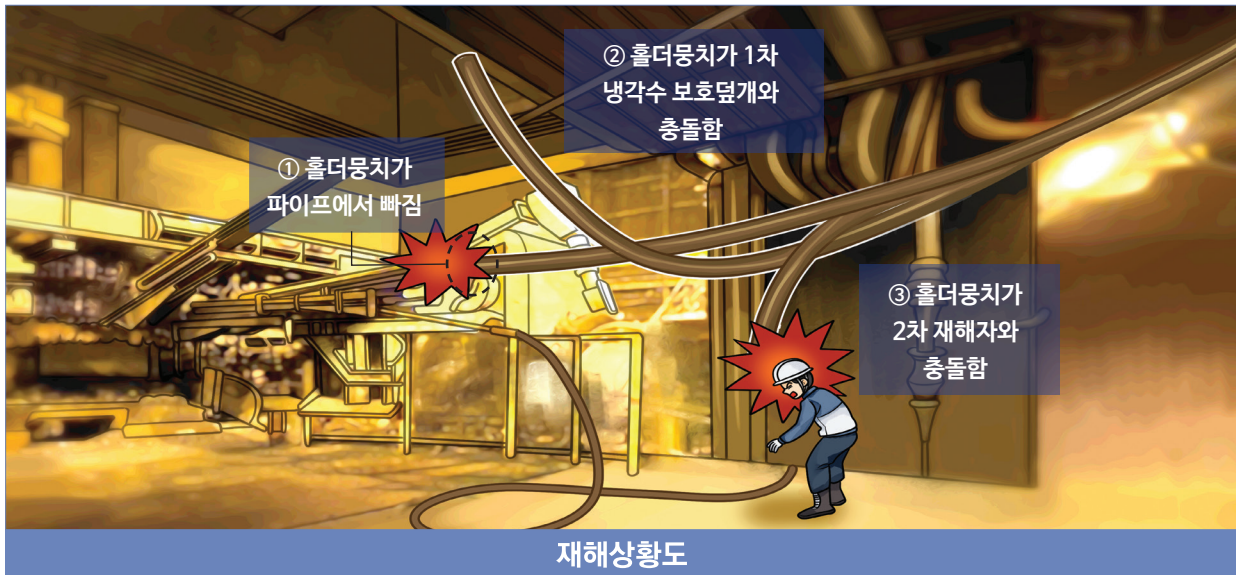 ① 홀더뭉치가
파이프에서 빠짐
② 홀더뭉치가 1차
냉각수 보호덮개와
충돌함
③ 홀더뭉치가
2차 재해자와
충돌함
재해상황도